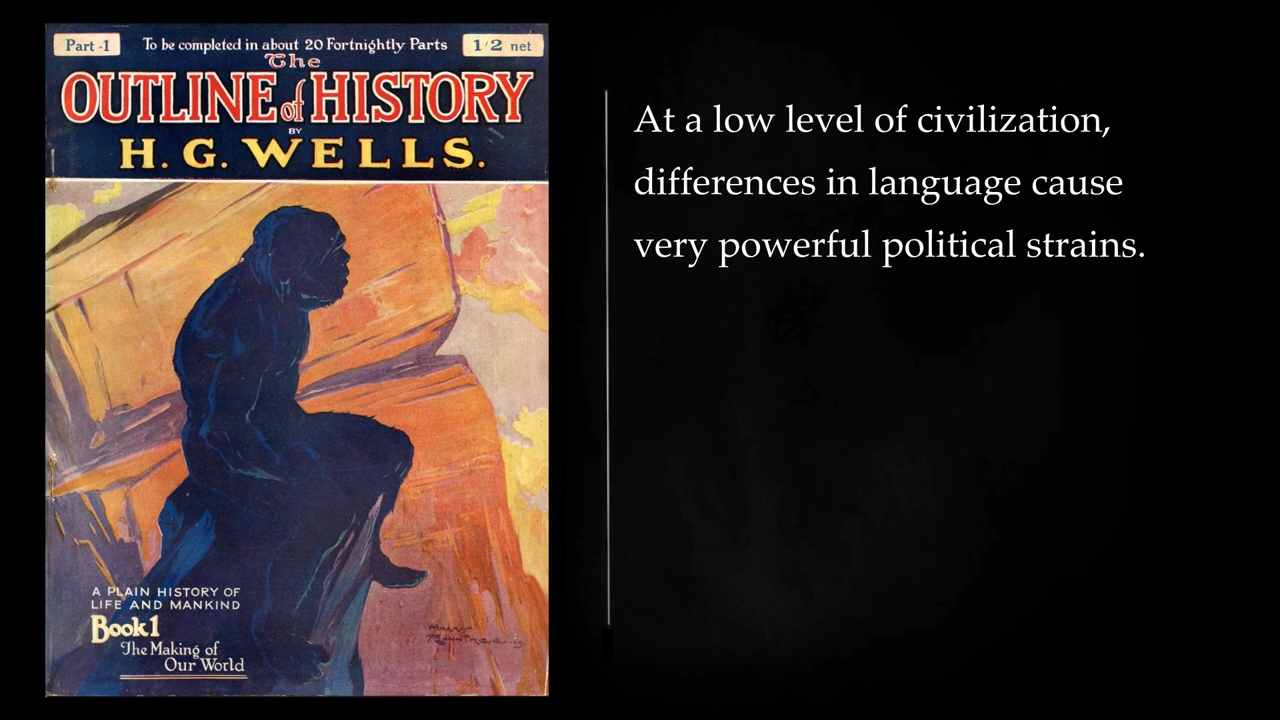 Part -1
To be completed in about 20 Fortnightly Parts
1/2 net
The
OUTLINE of HISTORY
BY
H. G. WELLS.
A PLAIN HISTORY OF
LIFE AND MANKIND
Book 1
The Making of
Our World
At a low level of civilization,
differences in language cause
very powerful political strains.